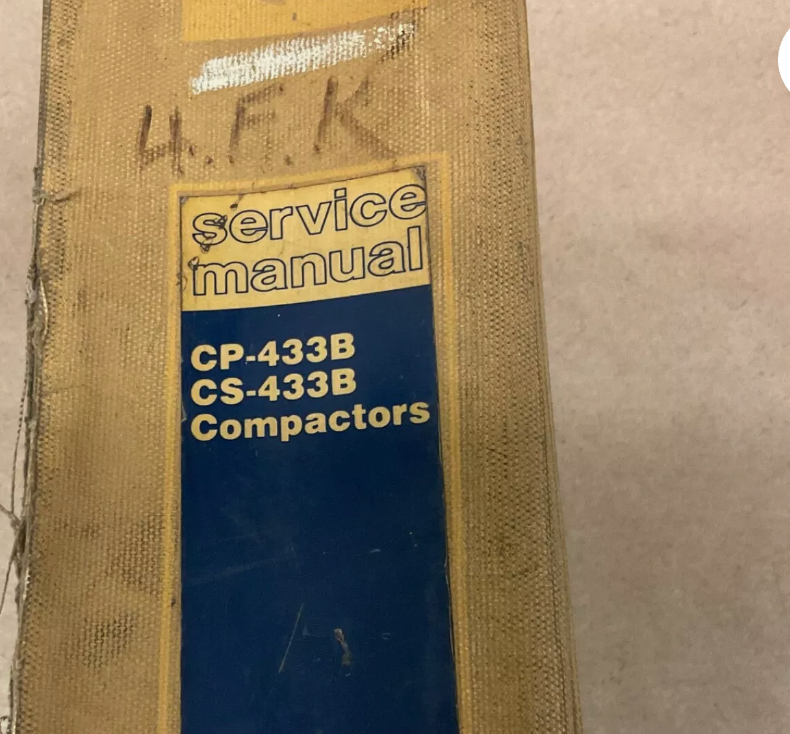 4.F.K
service
manual
CP-433B
CS-433B
Compactors